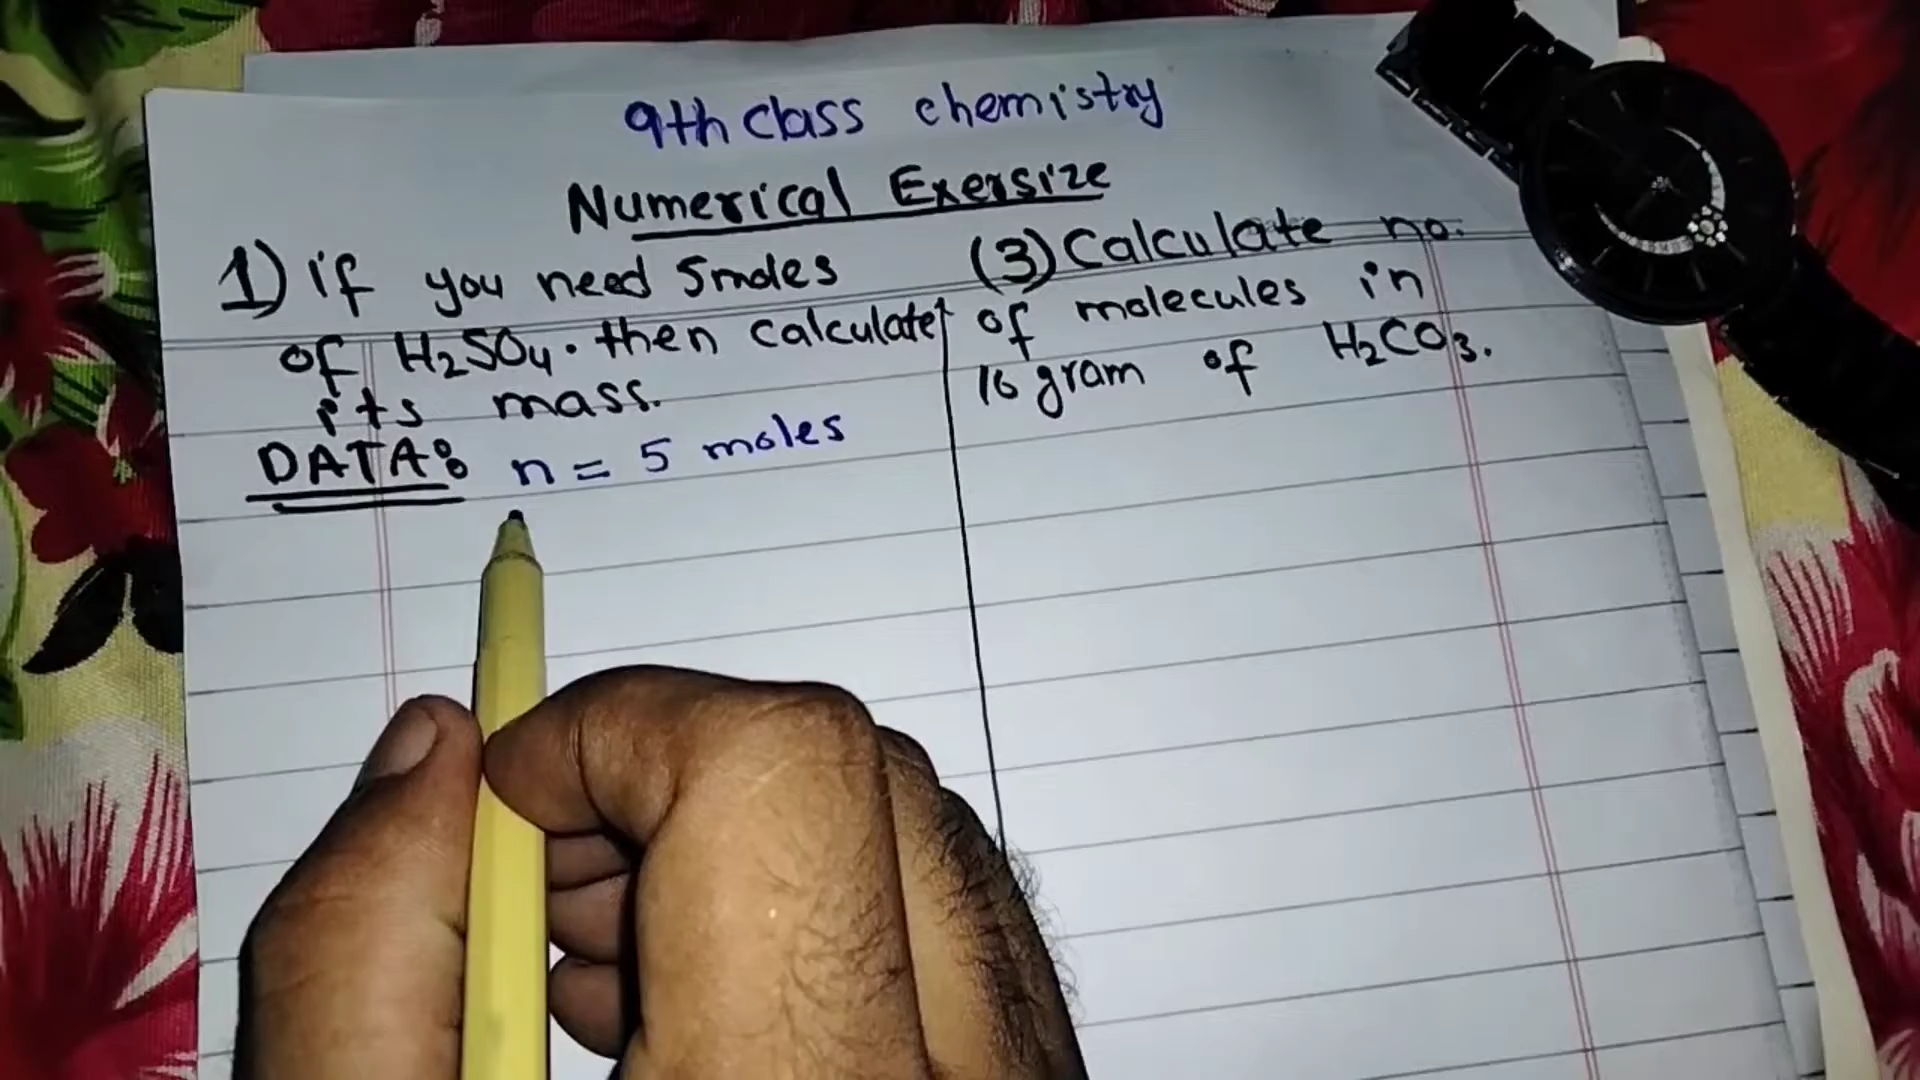 9th class chemistry
Numerical Exersize
1) if you need 5moles
of H₂SO₄. then calculate
its mass.
DATA: n = 5 moles
(3) Calculate no.
of molecules in
16 gram of H₂CO₃.